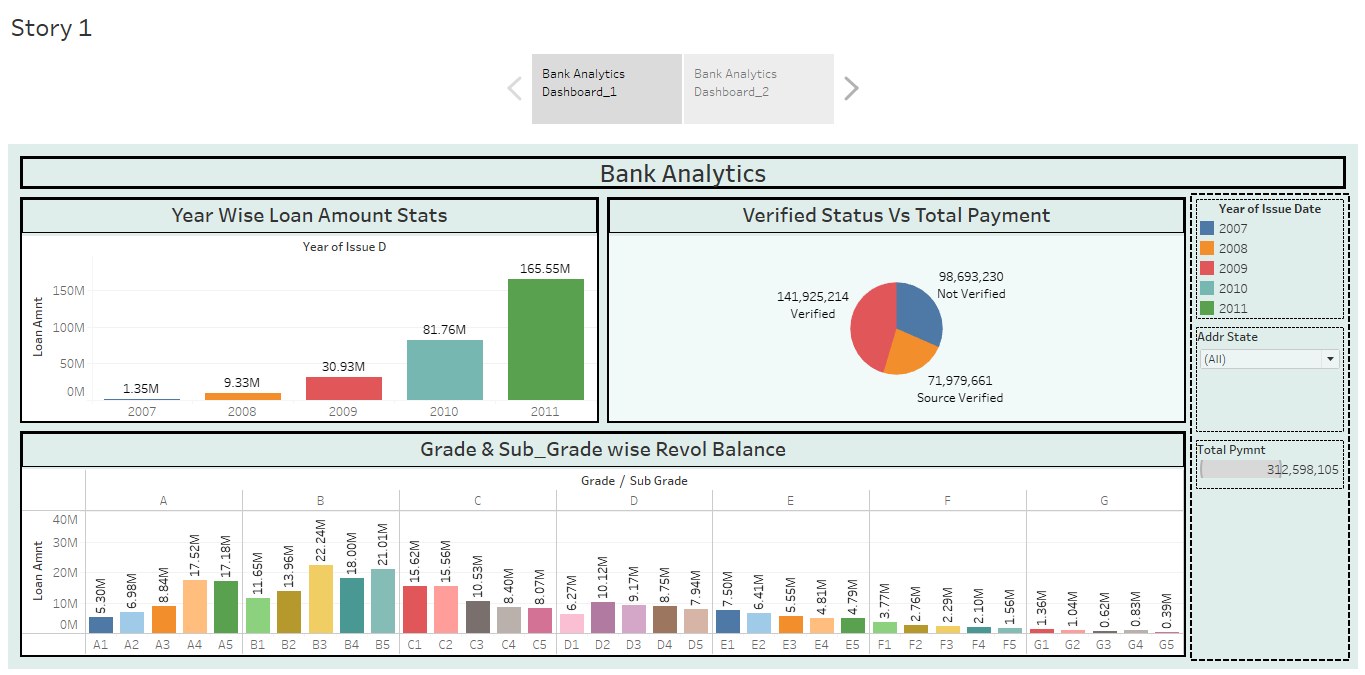 Story 1
Bank Analytics
Dashboard_1
Bank Analytics
Dashboard_2
Bank Analytics
Year Wise Loan Amount Stats
Year of Issue D
Loan Amnt
150M
100M
50M
0M
1.35M
9.33M
30.93M
81.76M
165.55M
2007
2008
2009
2010
2011
Verified Status Vs Total Payment
98,693,230
Not Verified
141,925,214
Verified
71,979,661
Source Verified
Year of Issue Date
2007
2008
2009
2010
2011
Addr State
(All)
Total Pymnt
312,598,105
Grade & Sub_Grade wise Revol Balance
Grade / Sub Grade
A B C D E F G
Loan Amnt
40M
30M
20M
10M
0M
5.30M 6.98M 8.84M 17.52M 17.18M 11.65M 13.96M 22.24M 18.00M 21.01M 15.62M 15.56M 10.53M 8.40M 8.07M 6.27M 10.12M 9.17M 8.75M 7.94M 7.50M 6.41M 5.55M 4.81M 4.79M 3.77M 2.76M 2.29M 2.10M 1.56M 1.36M 1.04M 0.62M 0.83M 0.39M
A1 A2 A3 A4 A5 B1 B2 B3 B4 B5 C1 C2 C3 C4 C5 D1 D2 D3 D4 D5 E1 E2 E3 E4 E5 F1 F2 F3 F4 F5 G1 G2 G3 G4 G5